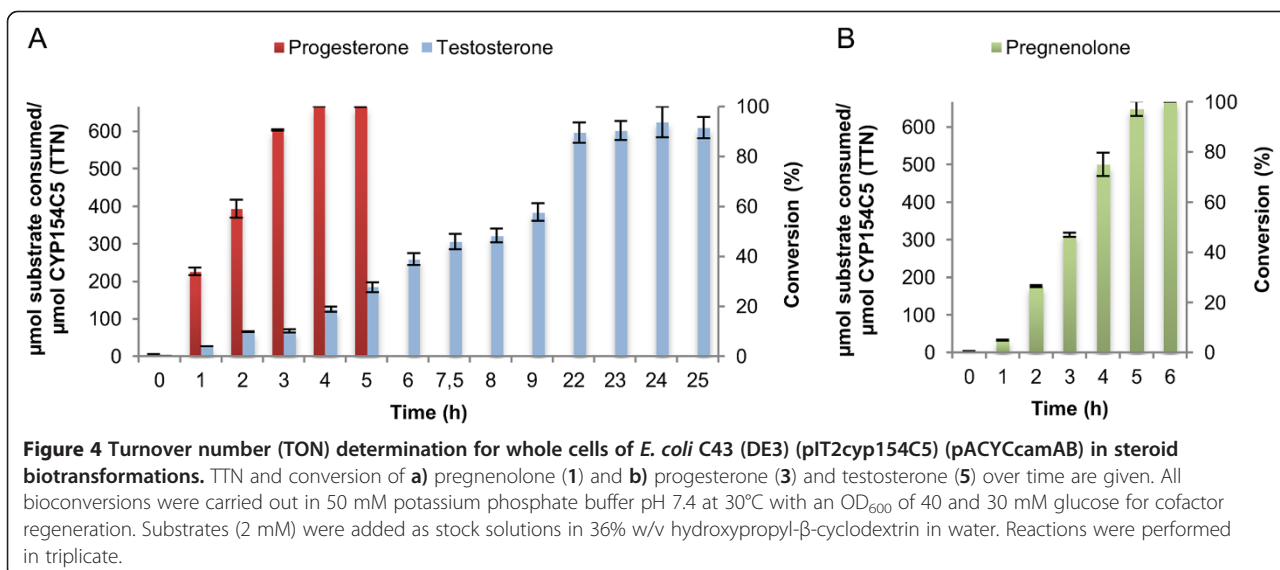 A
Progesterone Testosterone
µmol substrate consumed/
µmol CYP154C5 (TTN)
600
500
400
300
200
100
0
100
80
60
40
20
0
Conversion (%)
0 1 2 3 4 5 6 7,5 8 9 22 23 24 25
Time (h)
B
Pregnenolone
µmol substrate consumed/
µmol CYP154C5 (TTN)
600
500
400
300
200
100
0
100
80
60
40
20
0
Conversion (%)
0 1 2 3 4 5 6
Time (h)
Figure 4 Turnover number (TON) determination for whole cells of E. coli C43 (DE3) (pIT2cyp154C5) (pACYCcamAB) in steroid
biotransformations. TTN and conversion of a) pregnenolone (1) and b) progesterone (3) and testosterone (5) over time are given. All
bioconversions were carried out in 50 mM potassium phosphate buffer pH 7.4 at 30°C with an OD600 of 40 and 30 mM glucose for cofactor
regeneration. Substrates (2 mM) were added as stock solutions in 36% w/v hydroxypropyl-β-cyclodextrin in water. Reactions were performed
in triplicate.